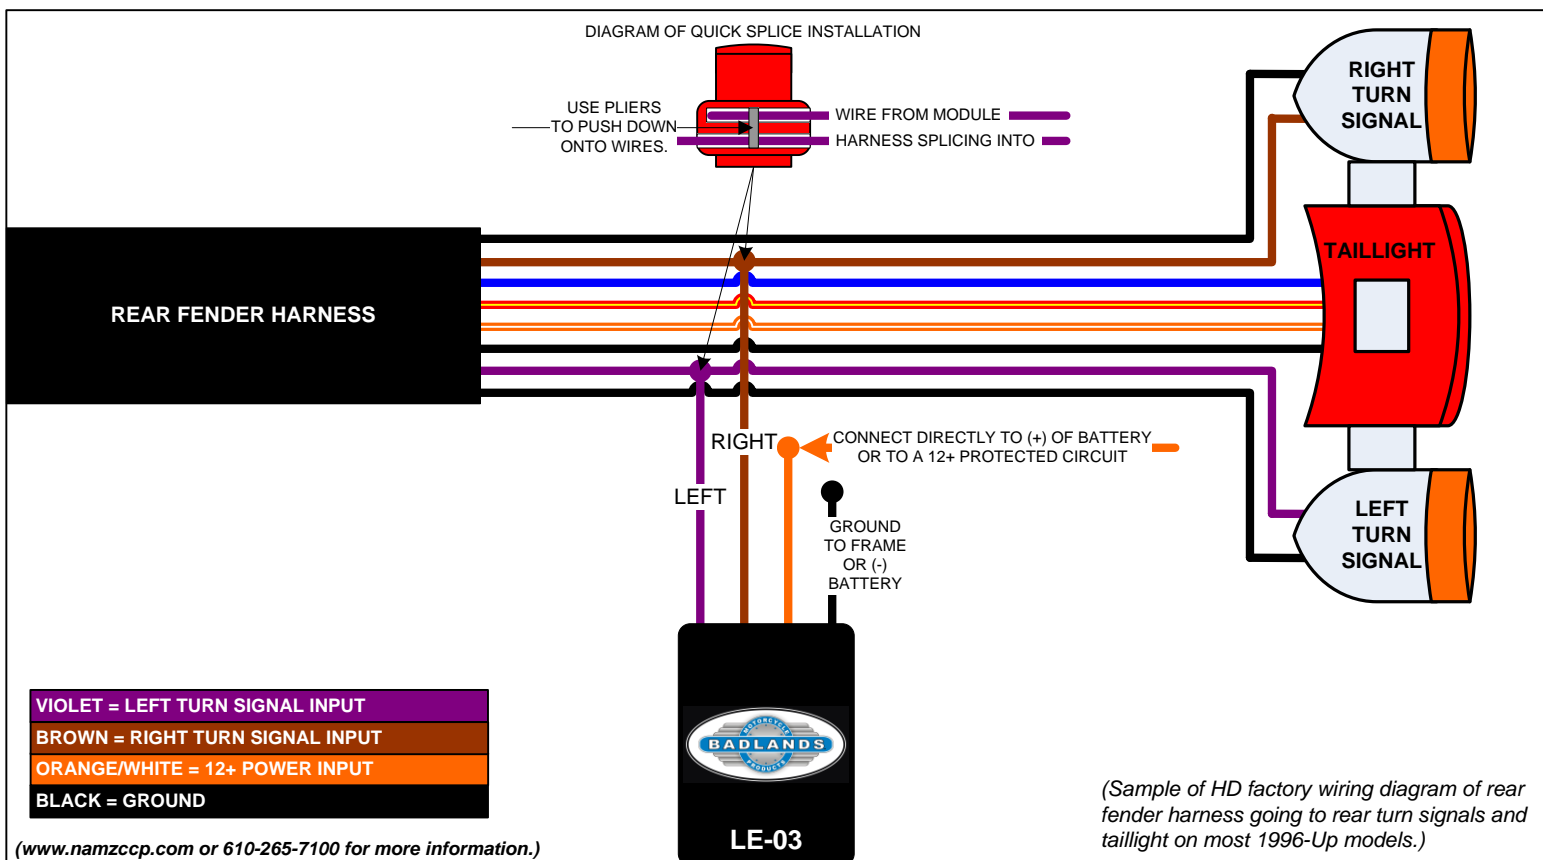 DIAGRAM OF QUICK SPLICE INSTALLATION
USE PLIERS
TO PUSH DOWN
ONTO WIRES.
WIRE FROM MODULE
HARNESS SPLICING INTO
RIGHT
TURN
SIGNAL
TAILLIGHT
REAR FENDER HARNESS
RIGHT
CONNECT DIRECTLY TO (+) OF BATTERY
OR TO A 12+ PROTECTED CIRCUIT
LEFT
GROUND
TO FRAME
OR (-)
BATTERY
LEFT
TURN
SIGNAL
VIOLET = LEFT TURN SIGNAL INPUT
BROWN = RIGHT TURN SIGNAL INPUT
ORANGE/WHITE = 12+ POWER INPUT
BLACK = GROUND
(www.namzccp.com or 610-265-7100 for more information.)
MOTORCYCLE
BADLANDS
PRODUCTS
LE-03
(Sample of HD factory wiring diagram of rear
fender harness going to rear turn signals and
taillight on most 1996-Up models.)